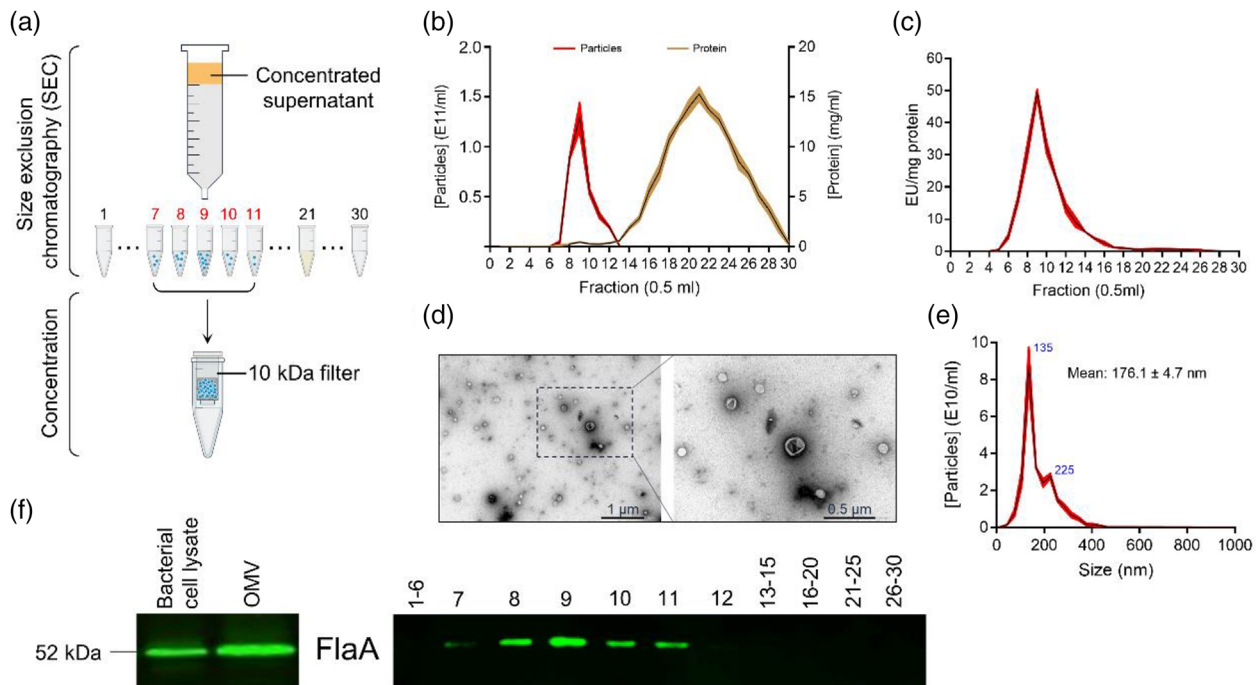 (a)
Size exclusion
chromatography (SEC)
Concentrated
supernatant
1 7 8 9 10 11 21 30
... ... ...
Concentration
10 kDa filter
(b)
Particles Protein
[Particles] (E11/ml)
2.0
1.5
1.0
0.5
20
15
10
5
0
[Protein] (mg/ml)
0 2 4 6 8 10 12 14 16 18 20 21 22 24 26 28 30
Fraction (0.5 ml)
(c)
EU/mg protein
60
50
40
30
20
10
0
0 2 4 6 8 10 12 14 16 18 20 21 22 24 26 28 30
Fraction (0.5ml)
(d)
1 µm
0.5 µm
(e)
[Particles] (E10/ml)
10
8
6
4
2
0
135
225
Mean: 176.1 ± 4.7 nm
0 200 400 600 800 1000
Size (nm)
(f)
Bacterial
cell lysate
OMV
52 kDa
FlaA
1-6
7
8
9
10
11
12
13-15
16-20
21-25
26-30